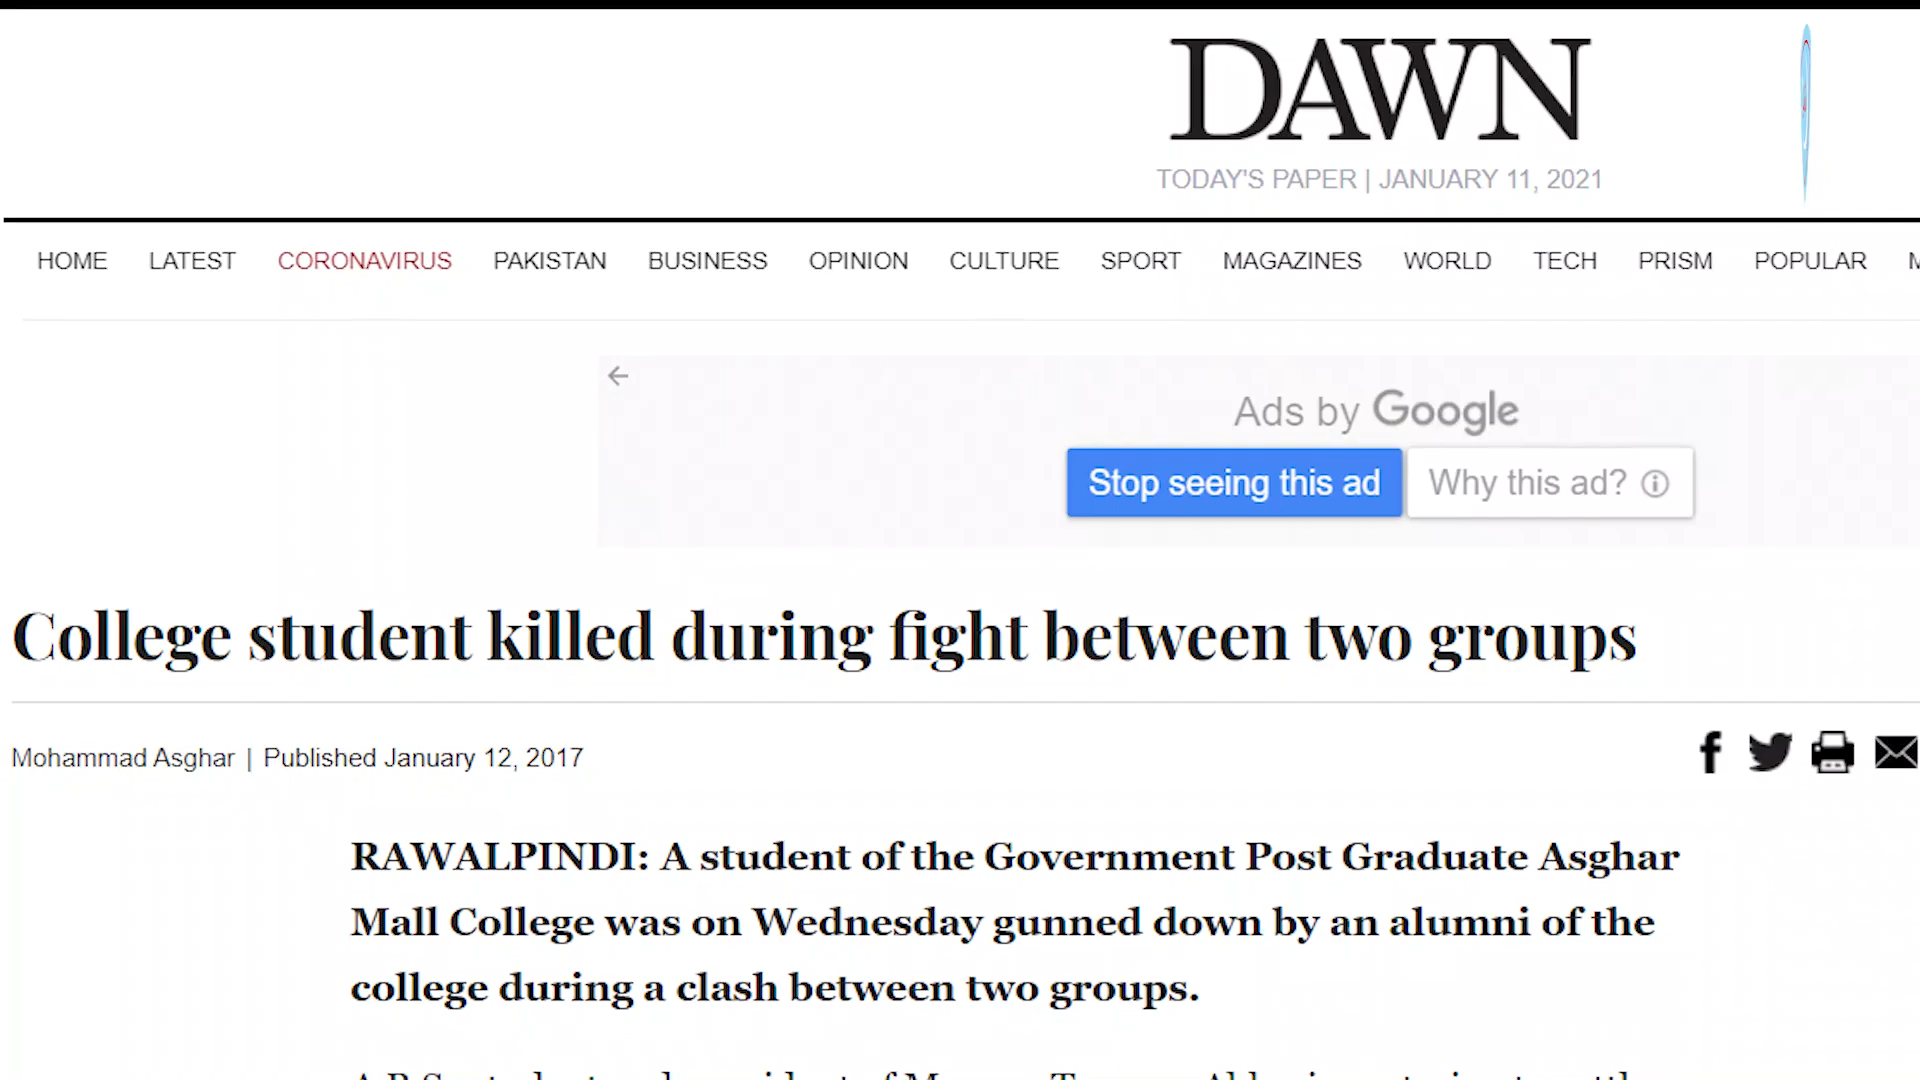 DAWN
TODAY'S PAPER | JANUARY 11, 2021
HOME LATEST CORONAVIRUS PAKISTAN BUSINESS OPINION CULTURE SPORT MAGAZINES WORLD TECH PRISM POPULAR
Ads by Google
Stop seeing this ad Why this ad?
College student killed during fight between two groups
Mohammad Asghar | Published January 12, 2017
RAWALPINDI: A student of the Government Post Graduate Asghar
Mall College was on Wednesday gunned down by an alumni of the
college during a clash between two groups.